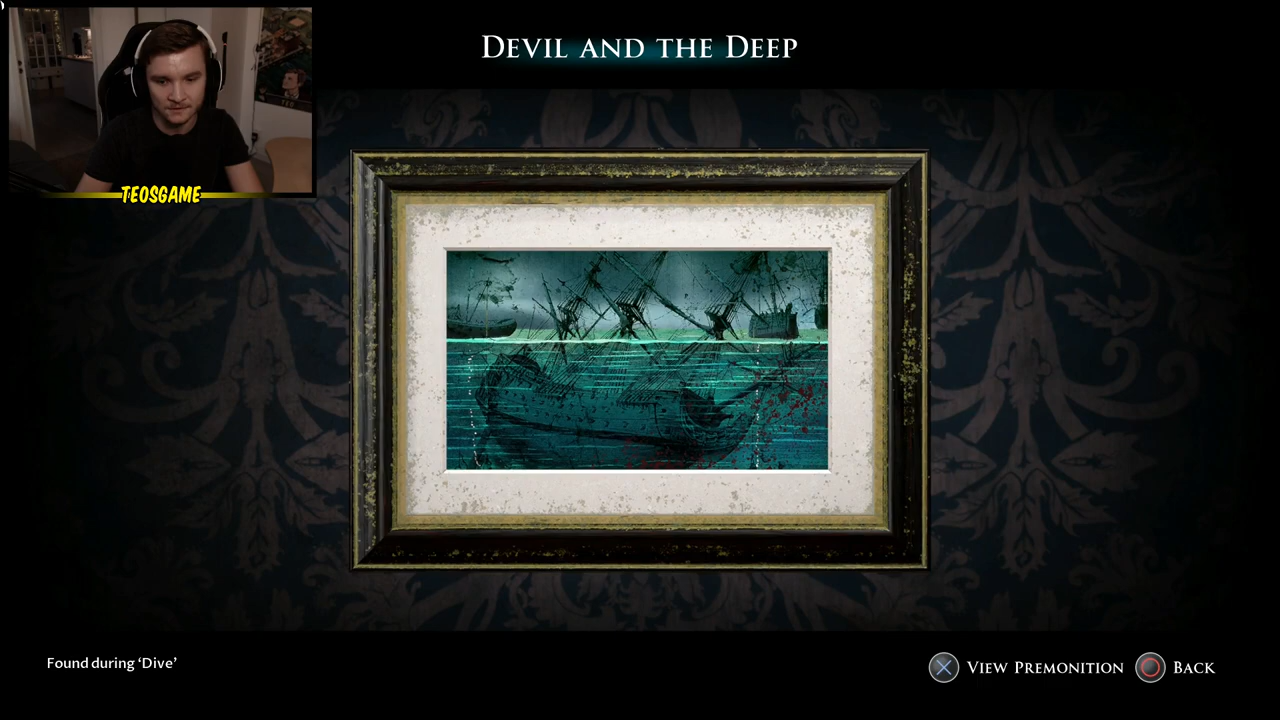 DEVIL AND THE DEEP
TEOSGAME
Found during ‘Dive’
VIEW PREMONITION
BACK